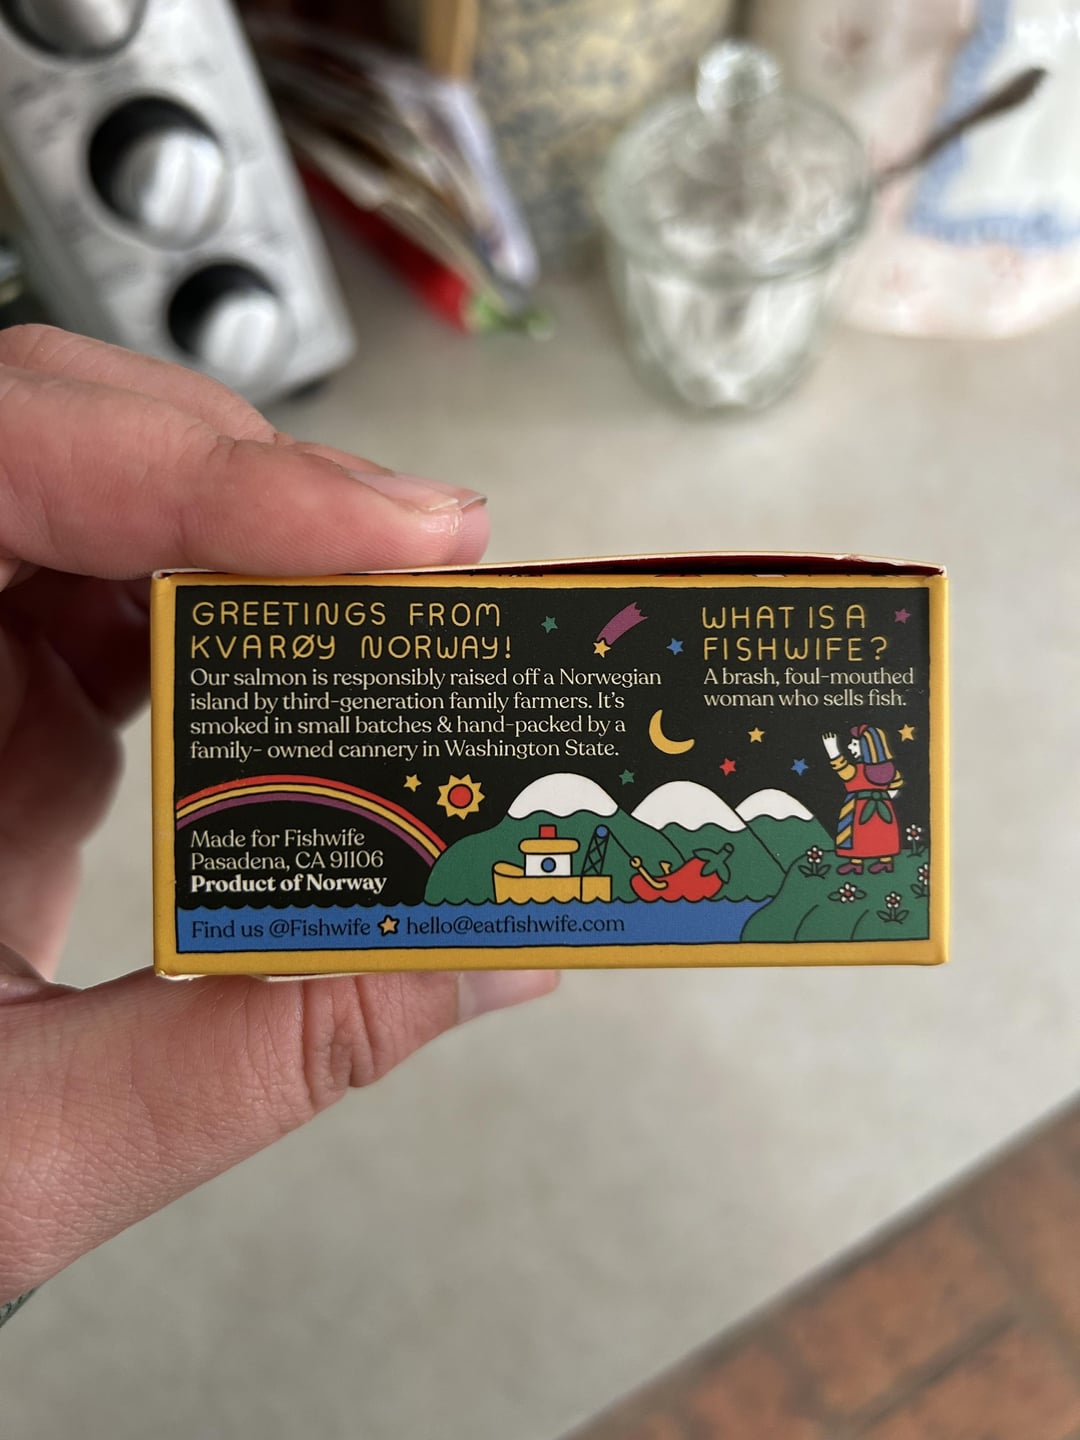 GREETINGS FROM
KVARØY NORWAY!
Our salmon is responsibly raised off a Norwegian
island by third-generation family farmers. It's
smoked in small batches & hand-packed by a
family- owned cannery in Washington State.
WHAT IS A
FISHWIFE?
A brash, foul-mouthed
woman who sells fish.
Made for Fishwife
Pasadena, CA 91106
Product of Norway
Find us @Fishwife ★ hello@eatfishwife.com